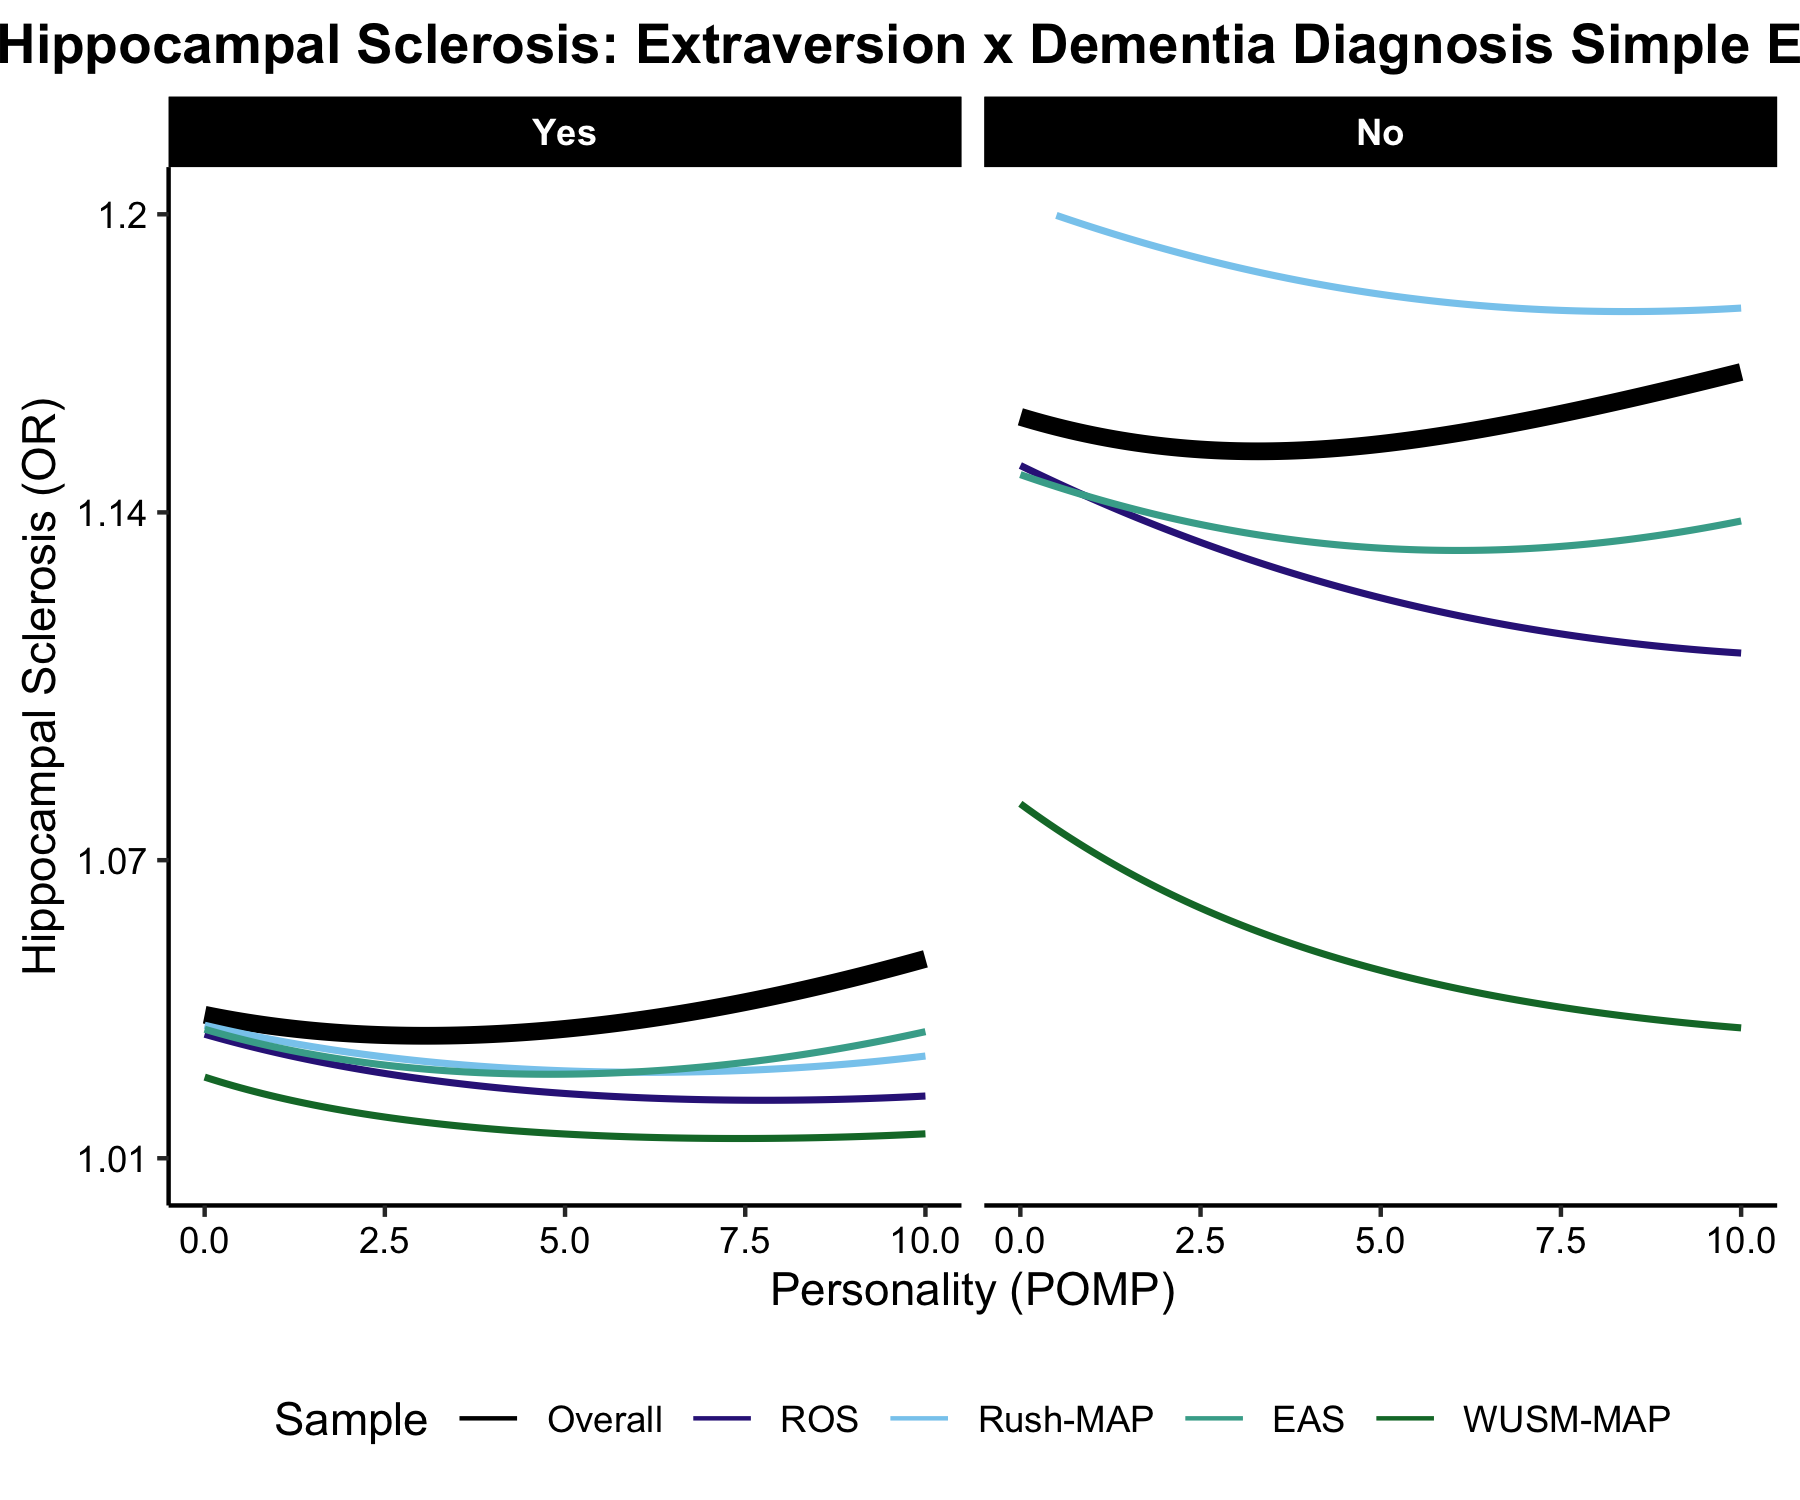 Hippocampal Sclerosis: Extraversion x Dementia Diagnosis Simple E
Yes No
Hippocampal Sclerosis (OR)
1.2
1.14
1.07
1.01
0.0 2.5 5.0 7.5 10.0 0.0 2.5 5.0 7.5 10.0
Personality (POMP)
Sample Overall ROS Rush-MAP EAS WUSM-MAP